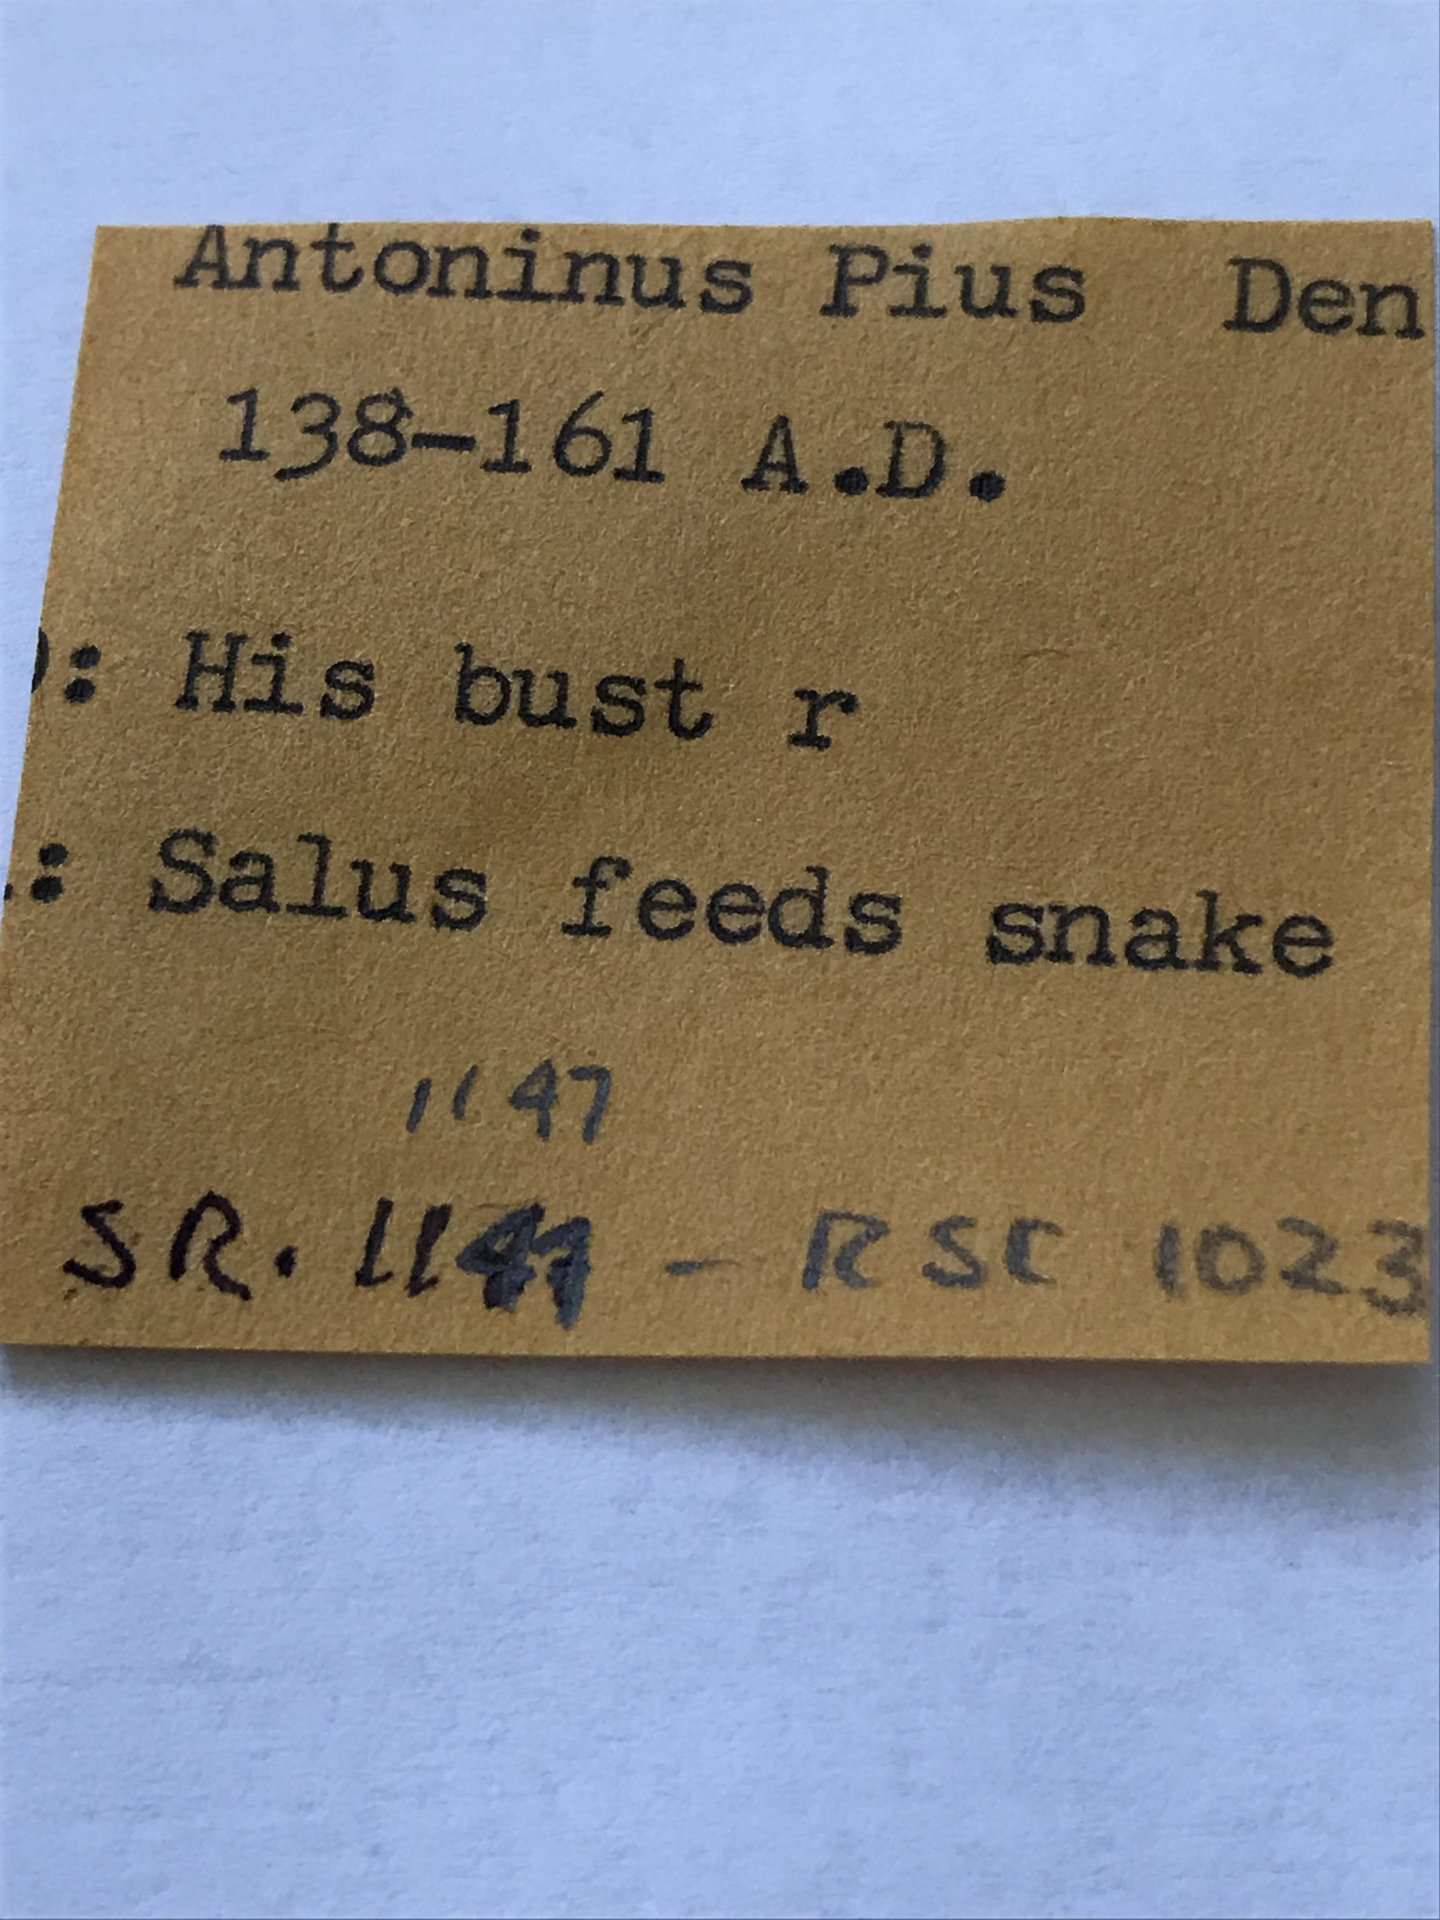 Antoninus Pius Den
138-161 A.D.
: His bust r
.: Salus feeds snake
1147
SR. 1147 - RSC 1023